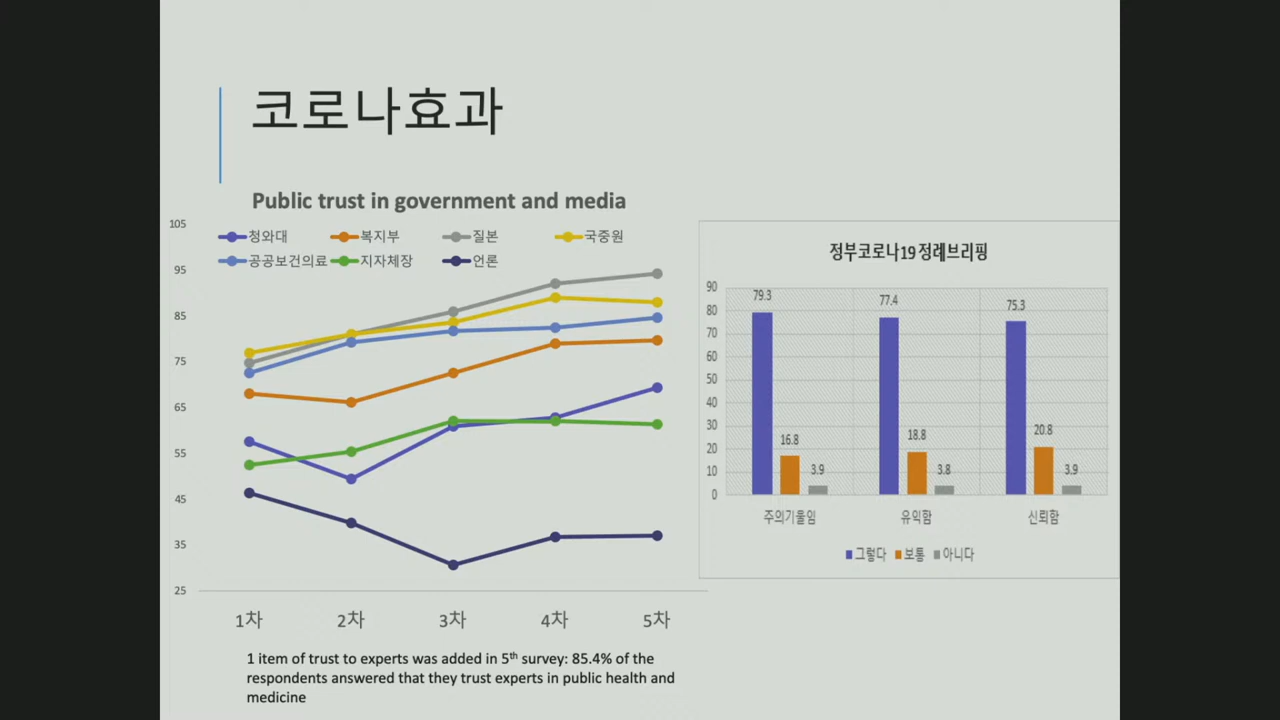 코로나효과
Public trust in government and media
105
95
85
75
65
55
45
35
25
청와대 복지부 질본 국중원
공공보건의료 지자체장 언론
1차 2차 3차 4차 5차
1 item of trust to experts was added in 5th survey: 85.4% of the
respondents answered that they trust experts in public health and
medicine
정부코로나19 정례브리핑
90
80
70
60
50
40
30
20
10
0
79.3 16.8 3.9
77.4 18.8 3.8
75.3 20.8 3.9
주의기울임 유익함 신뢰함
그렇다 보통 아니다